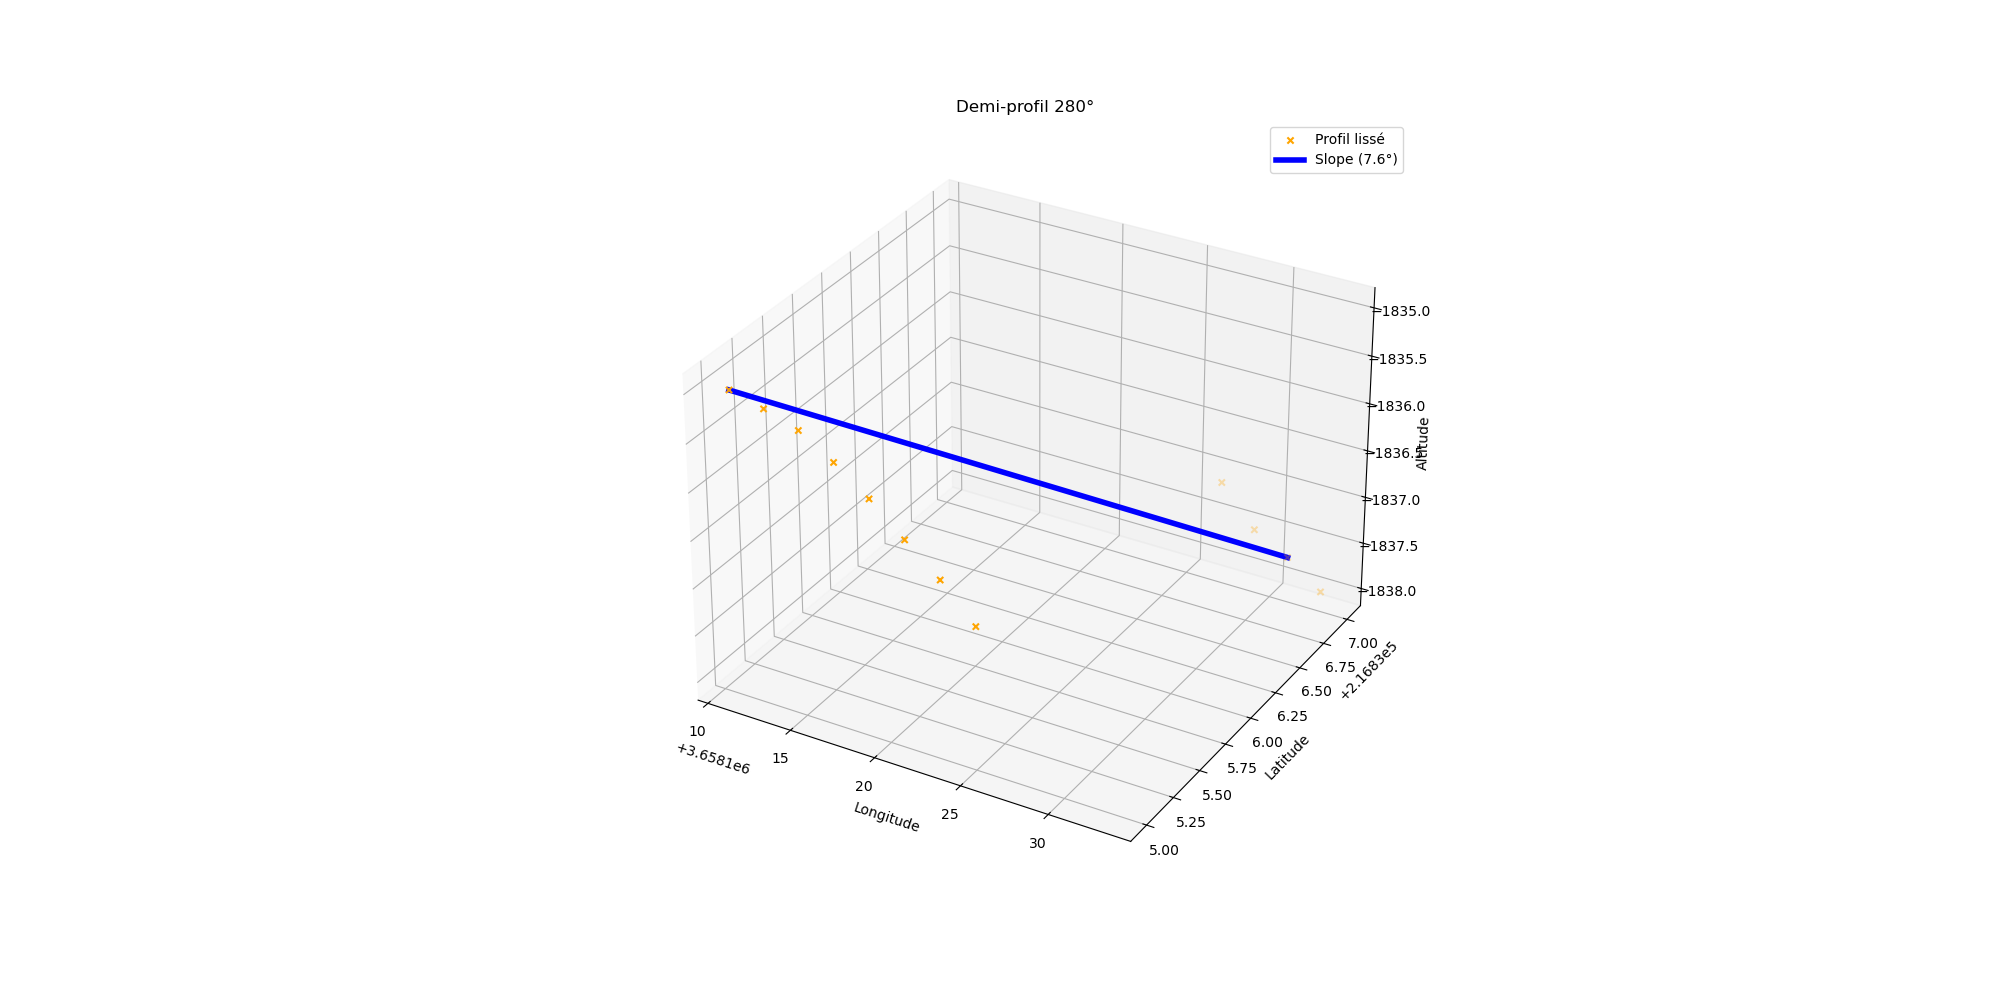 Demi-profil 280°
Profil lissé
Slope (7.6°)
−1835.0
−1835.5
−1836.0
−1836.5
−1837.0
−1837.5
−1838.0
Altitude
7.00
6.75
6.50
6.25
6.00
5.75
5.50
5.25
5.00
+2.1683e5
Latitude
10
15
20
25
30
+3.6581e6
Longitude